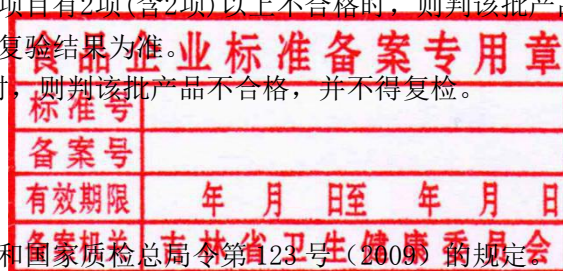 项目有2项(含2项)以上不合格时，则判该批产品
复验结果为准。
食品企业标准备案专用章
时，则判该批产品不合格，并不得复检。
标准号
备案号
有效期限 年 月 日至 年 月 日
备案机关 吉林省卫生健康委员会
和国家质检总局令第123号（2009）的规定。